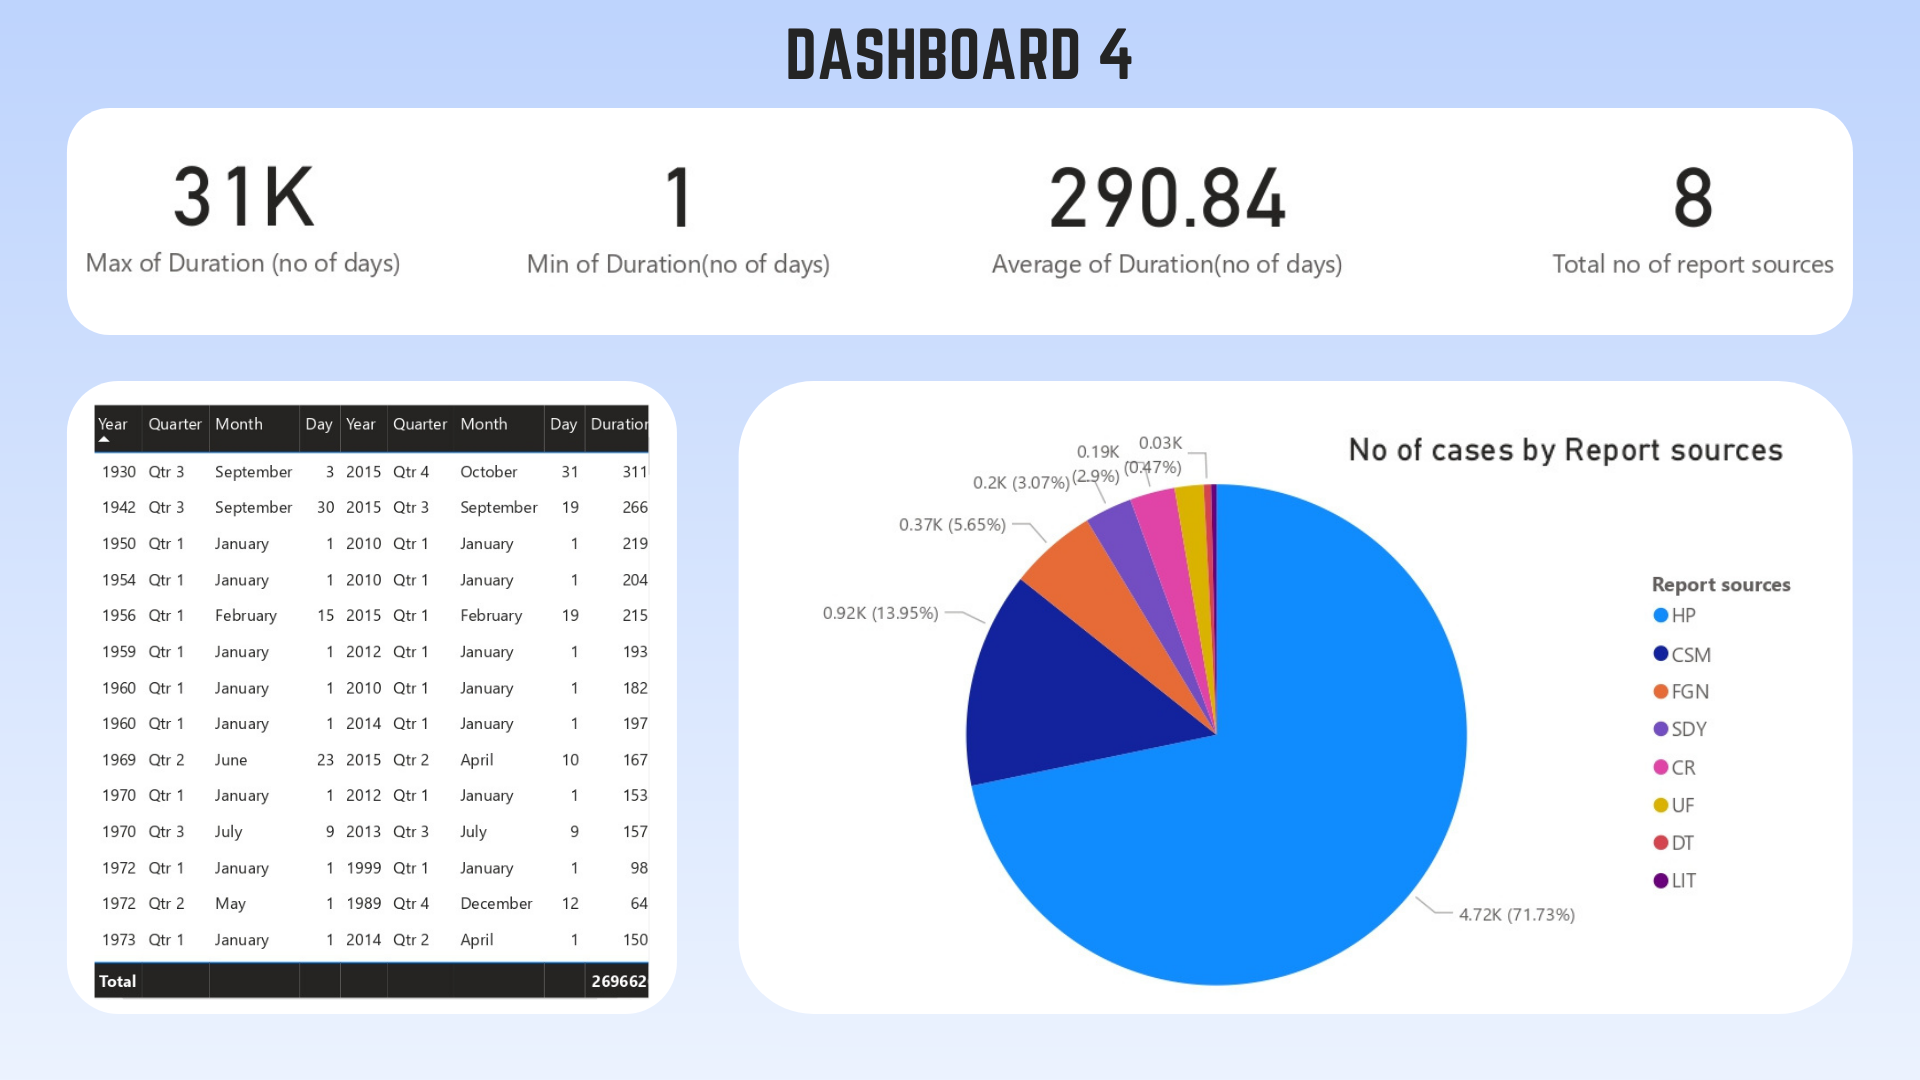 DASHBOARD 4
31K
Max of Duration (no of days)
1
Min of Duration(no of days)
290.84
Average of Duration(no of days)
8
Total no of report sources
Year Quarter Month Day Year Quarter Month Day Duration
1930 Qtr 3 September 3 2015 Qtr 4 October 31 311
1942 Qtr 3 September 30 2015 Qtr 3 September 19 266
1950 Qtr 1 January 1 2010 Qtr 1 January 1 219
1954 Qtr 1 January 1 2010 Qtr 1 January 1 204
1956 Qtr 1 February 15 2015 Qtr 1 February 19 215
1959 Qtr 1 January 1 2012 Qtr 1 January 1 193
1960 Qtr 1 January 1 2010 Qtr 1 January 1 182
1960 Qtr 1 January 1 2014 Qtr 1 January 1 197
1969 Qtr 2 June 23 2015 Qtr 2 April 10 167
1970 Qtr 1 January 1 2012 Qtr 1 January 1 153
1970 Qtr 3 July 9 2013 Qtr 3 July 9 157
1972 Qtr 1 January 1 1999 Qtr 1 January 1 98
1972 Qtr 2 May 1 1989 Qtr 4 December 12 64
1973 Qtr 1 January 1 2014 Qtr 2 April 1 150
Total 269662
No of cases by Report sources
0.03K
(0.47%)
0.19K
(2.9%)
0.2K (3.07%)
0.37K (5.65%)
0.92K (13.95%)
4.72K (71.73%)
Report sources
HP
CSM
FGN
SDY
CR
UF
DT
LIT